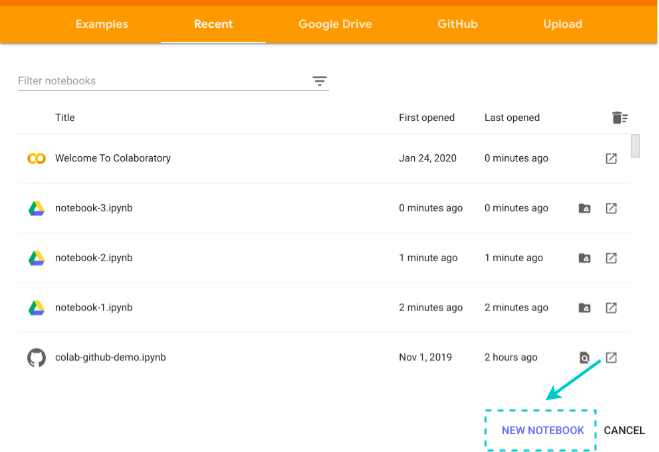 Examples Recent Google Drive GitHub Upload
Filter notebooks
Title First opened Last opened
Welcome To Colaboratory Jan 24, 2020 0 minutes ago
notebook-3.ipynb 0 minutes ago 0 minutes ago
notebook-2.ipynb 1 minute ago 1 minute ago
notebook-1.ipynb 2 minutes ago 2 minutes ago
colab-github-demo.ipynb Nov 1, 2019 2 hours ago
NEW NOTEBOOK CANCEL